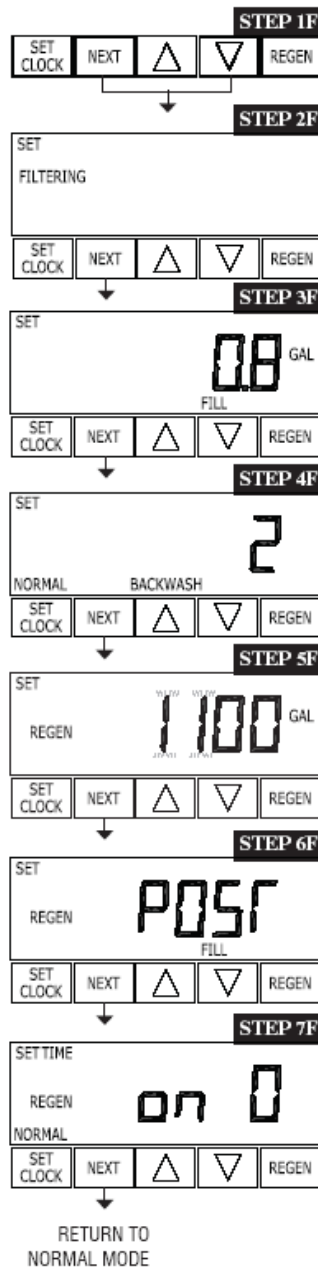 STEP 1F
SET CLOCK NEXT REGEN
STEP 2F
SET
FILTERING
SET CLOCK NEXT REGEN
STEP 3F
SET
0.8 GAL
FILL
SET CLOCK NEXT REGEN
STEP 4F
SET
2
NORMAL BACKWASH
SET CLOCK NEXT REGEN
STEP 5F
SET
REGEN 1100 GAL
SET CLOCK NEXT REGEN
STEP 6F
SET
REGEN POST
FILL
SET CLOCK NEXT REGEN
STEP 7F
SET TIME
REGEN on 0
NORMAL
SET CLOCK NEXT REGEN
RETURN TO
NORMAL MODE